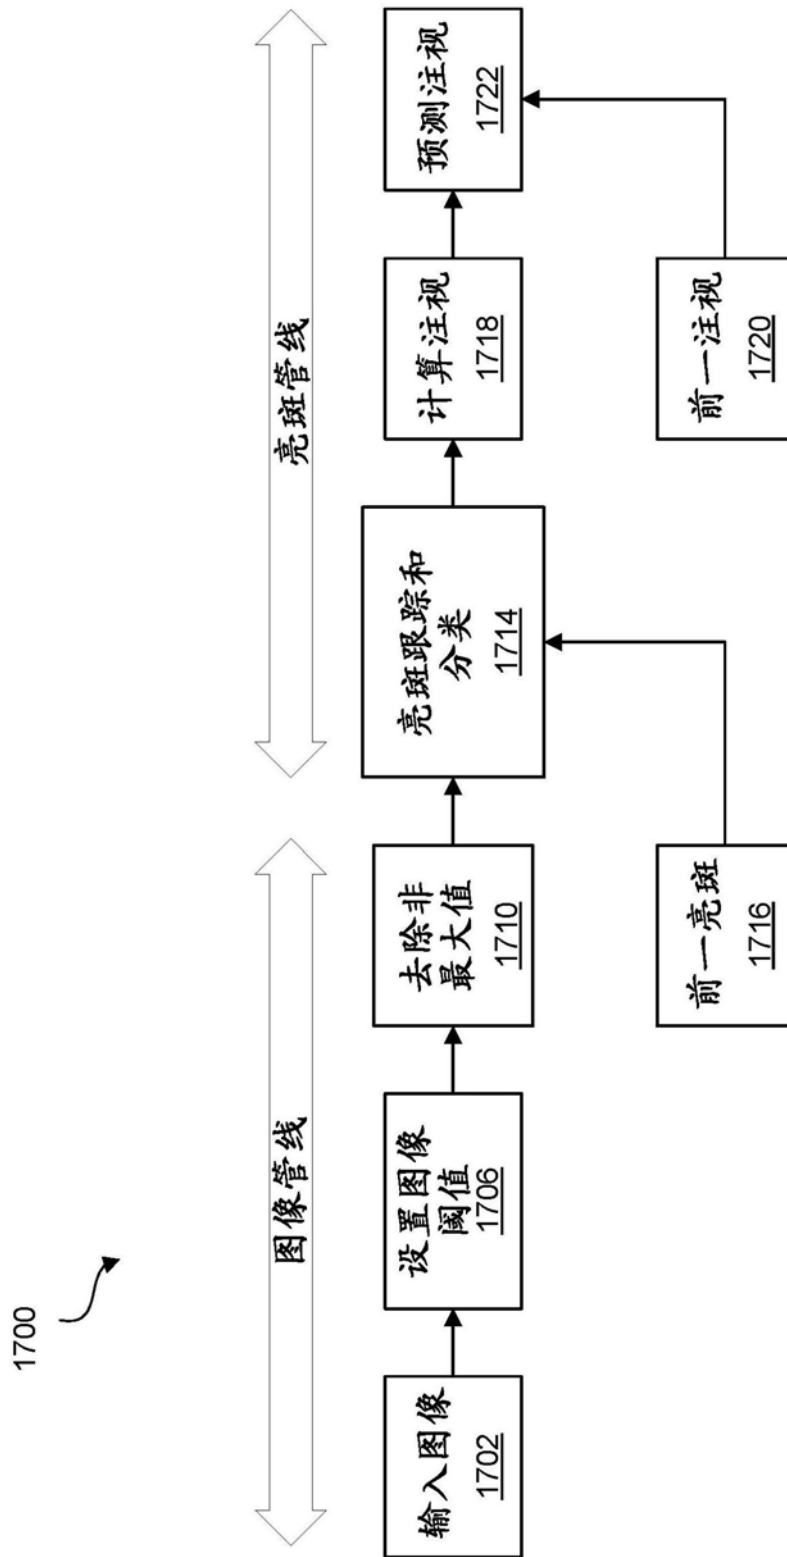 1700
图像管线
亮斑管线
输入图像
1702
设置图像
阈值
1706
去除非
最大值
1710
亮斑跟踪和
分类
1714
计算注视
1718
预测注视
1722
前一亮斑
1716
前一注视
1720